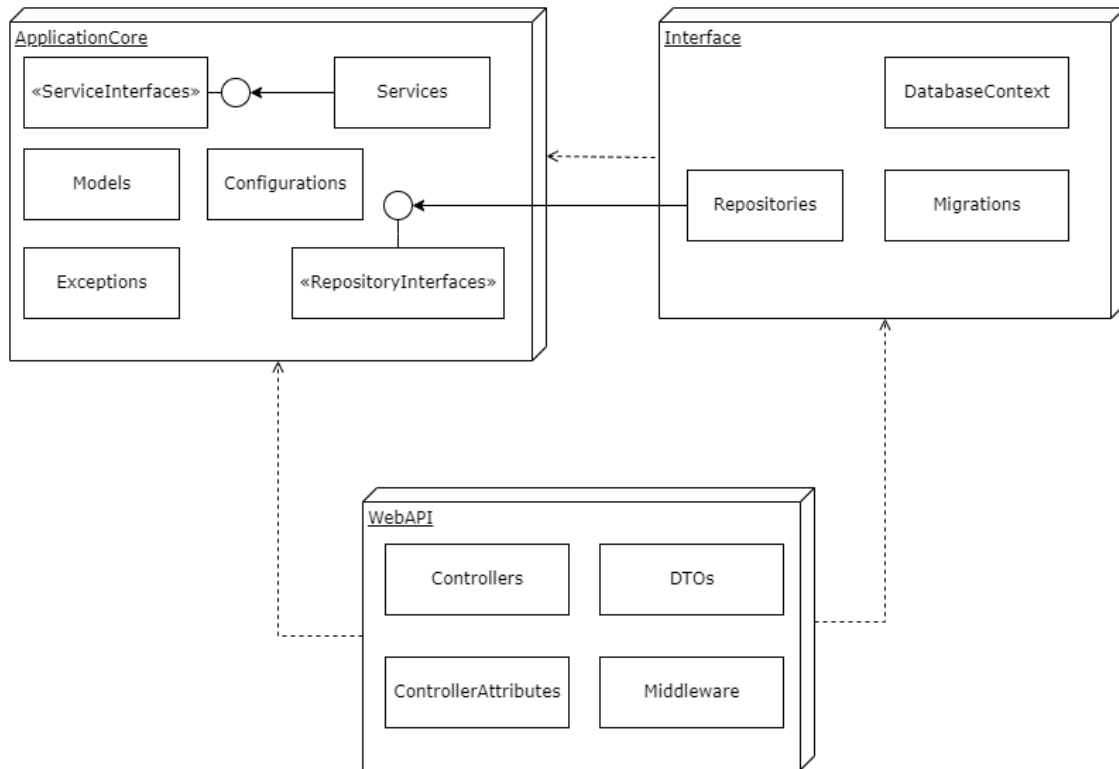 ApplicationCore
«ServiceInterfaces»
Services
Models
Configurations
Exceptions
«RepositoryInterfaces»
Interface
DatabaseContext
Repositories
Migrations
WebAPI
Controllers
DTOs
ControllerAttributes
Middleware